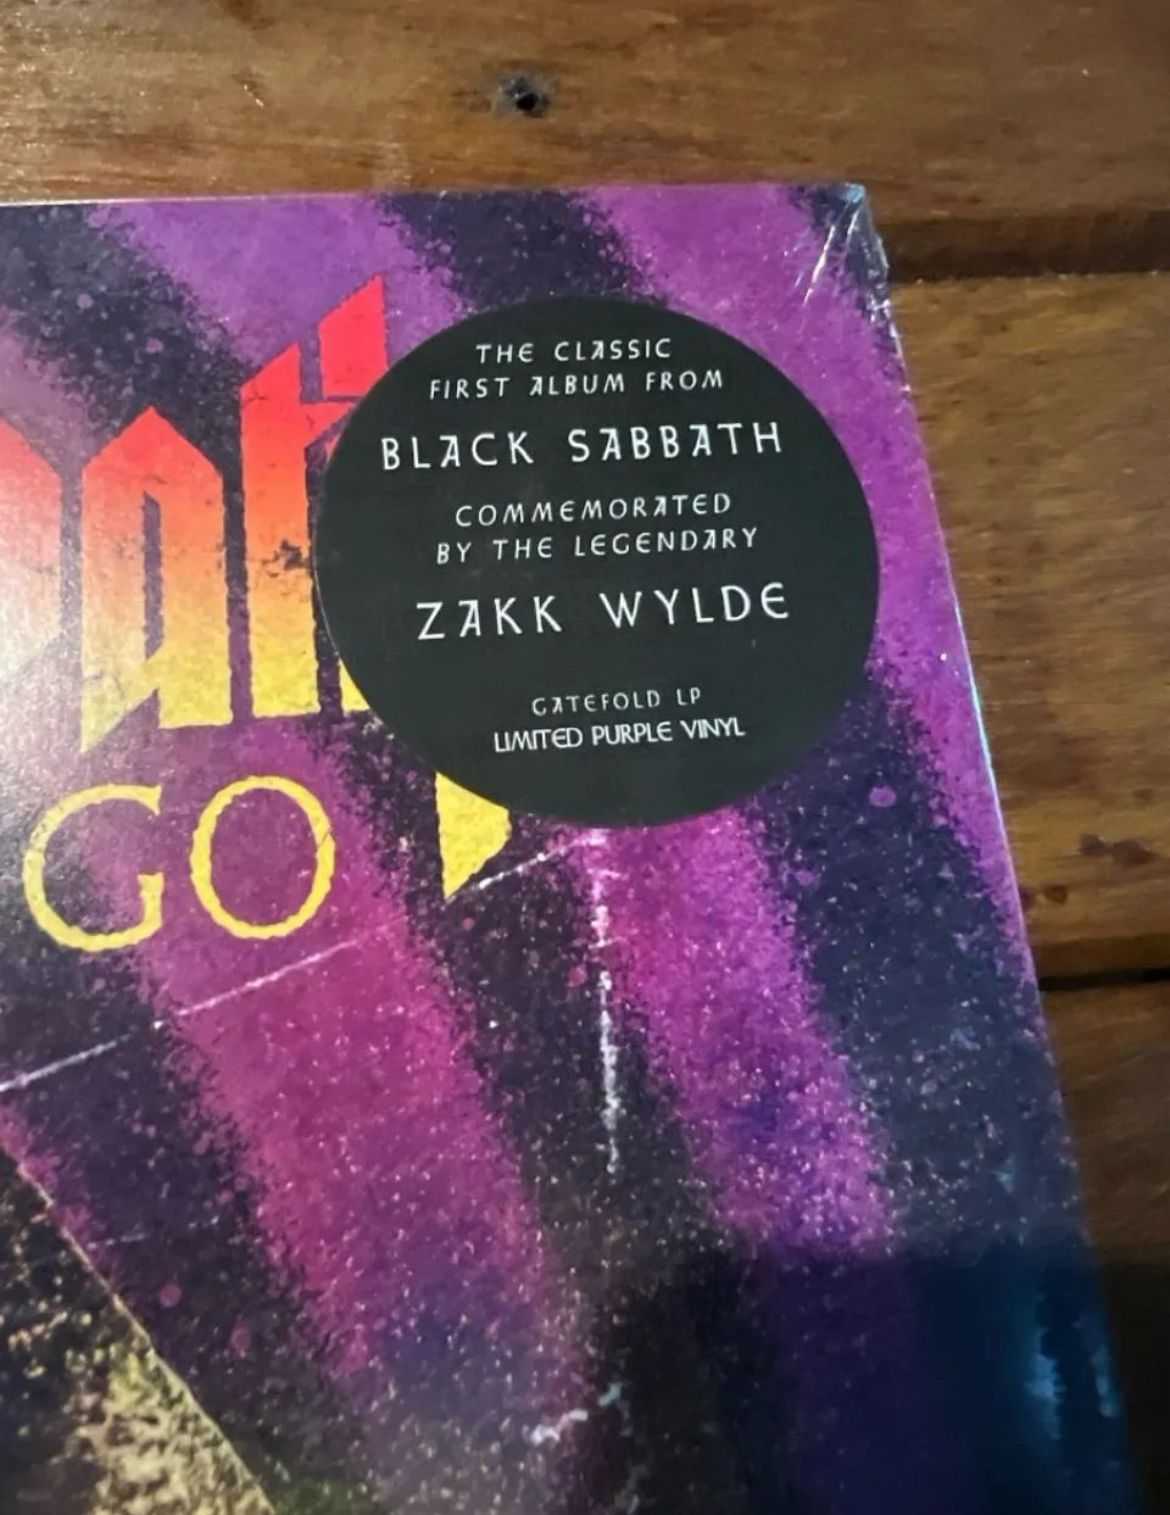 THE CLASSIC
FIRST ALBUM FROM
BLACK SABBATH
COMMEMORATED
BY THE LEGENDARY
ZAKK WYLDE
GATEFOLD LP
LIMITED PURPLE VINYL
GO